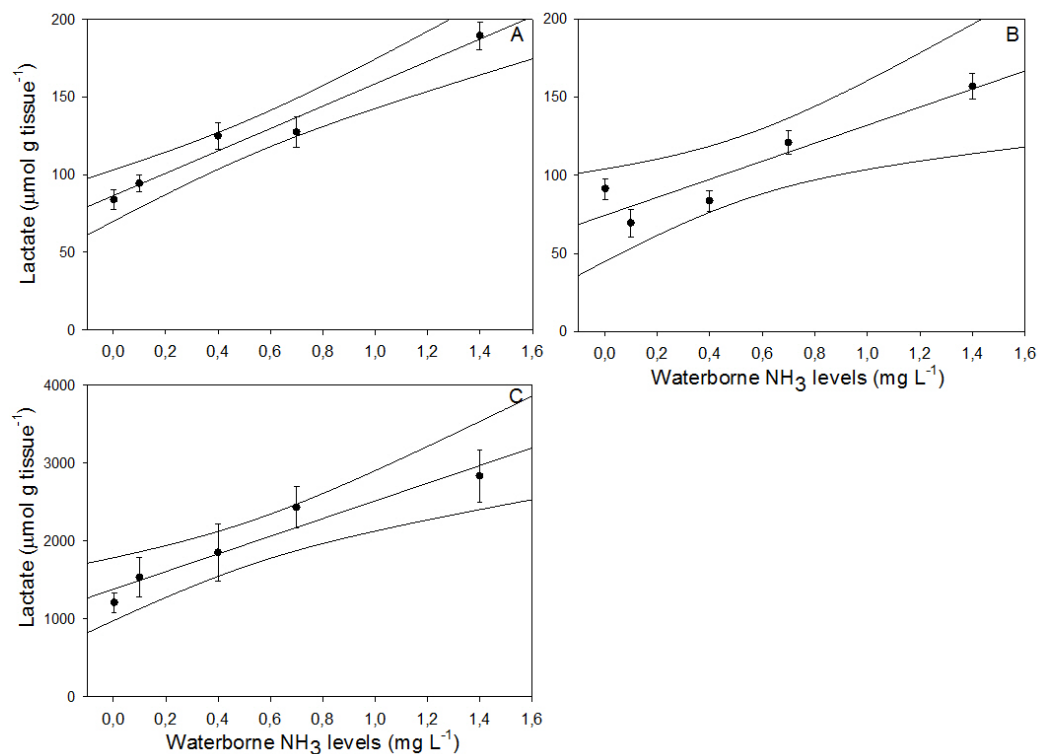 A
Lactate (μmol g tissue⁻¹)
200
150
100
50
0
0,0 0,2 0,4 0,6 0,8 1,0 1,2 1,4 1,6
B
200
150
100
50
0
0,0 0,2 0,4 0,6 0,8 1,0 1,2 1,4 1,6
Waterborne NH₃ levels (mg L⁻¹)
C
Lactate (μmol g tissue⁻¹)
4000
3000
2000
1000
0
0,0 0,2 0,4 0,6 0,8 1,0 1,2 1,4 1,6
Waterborne NH₃ levels (mg L⁻¹)